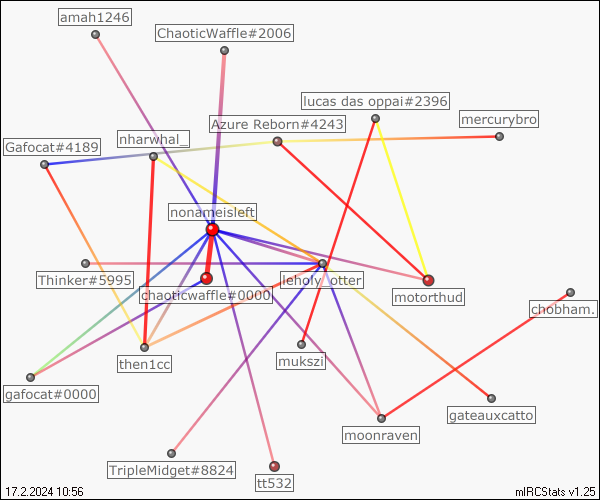 amah1246
ChaoticWaffle#2006
lucas das oppai#2396
mercurybro
Azure Reborn#4243
nharwhal_
Gafocat#4189
nonameisleft
Thinker#5995
leholy_otter
chaoticwaffle#0000
motorthud
chobham.
then1cc
mukszi
gafocat#0000
gateauxcatto
moonraven
TripleMidget#8824
tt532
17.2.2024 10:56
mIRCStats v1.25